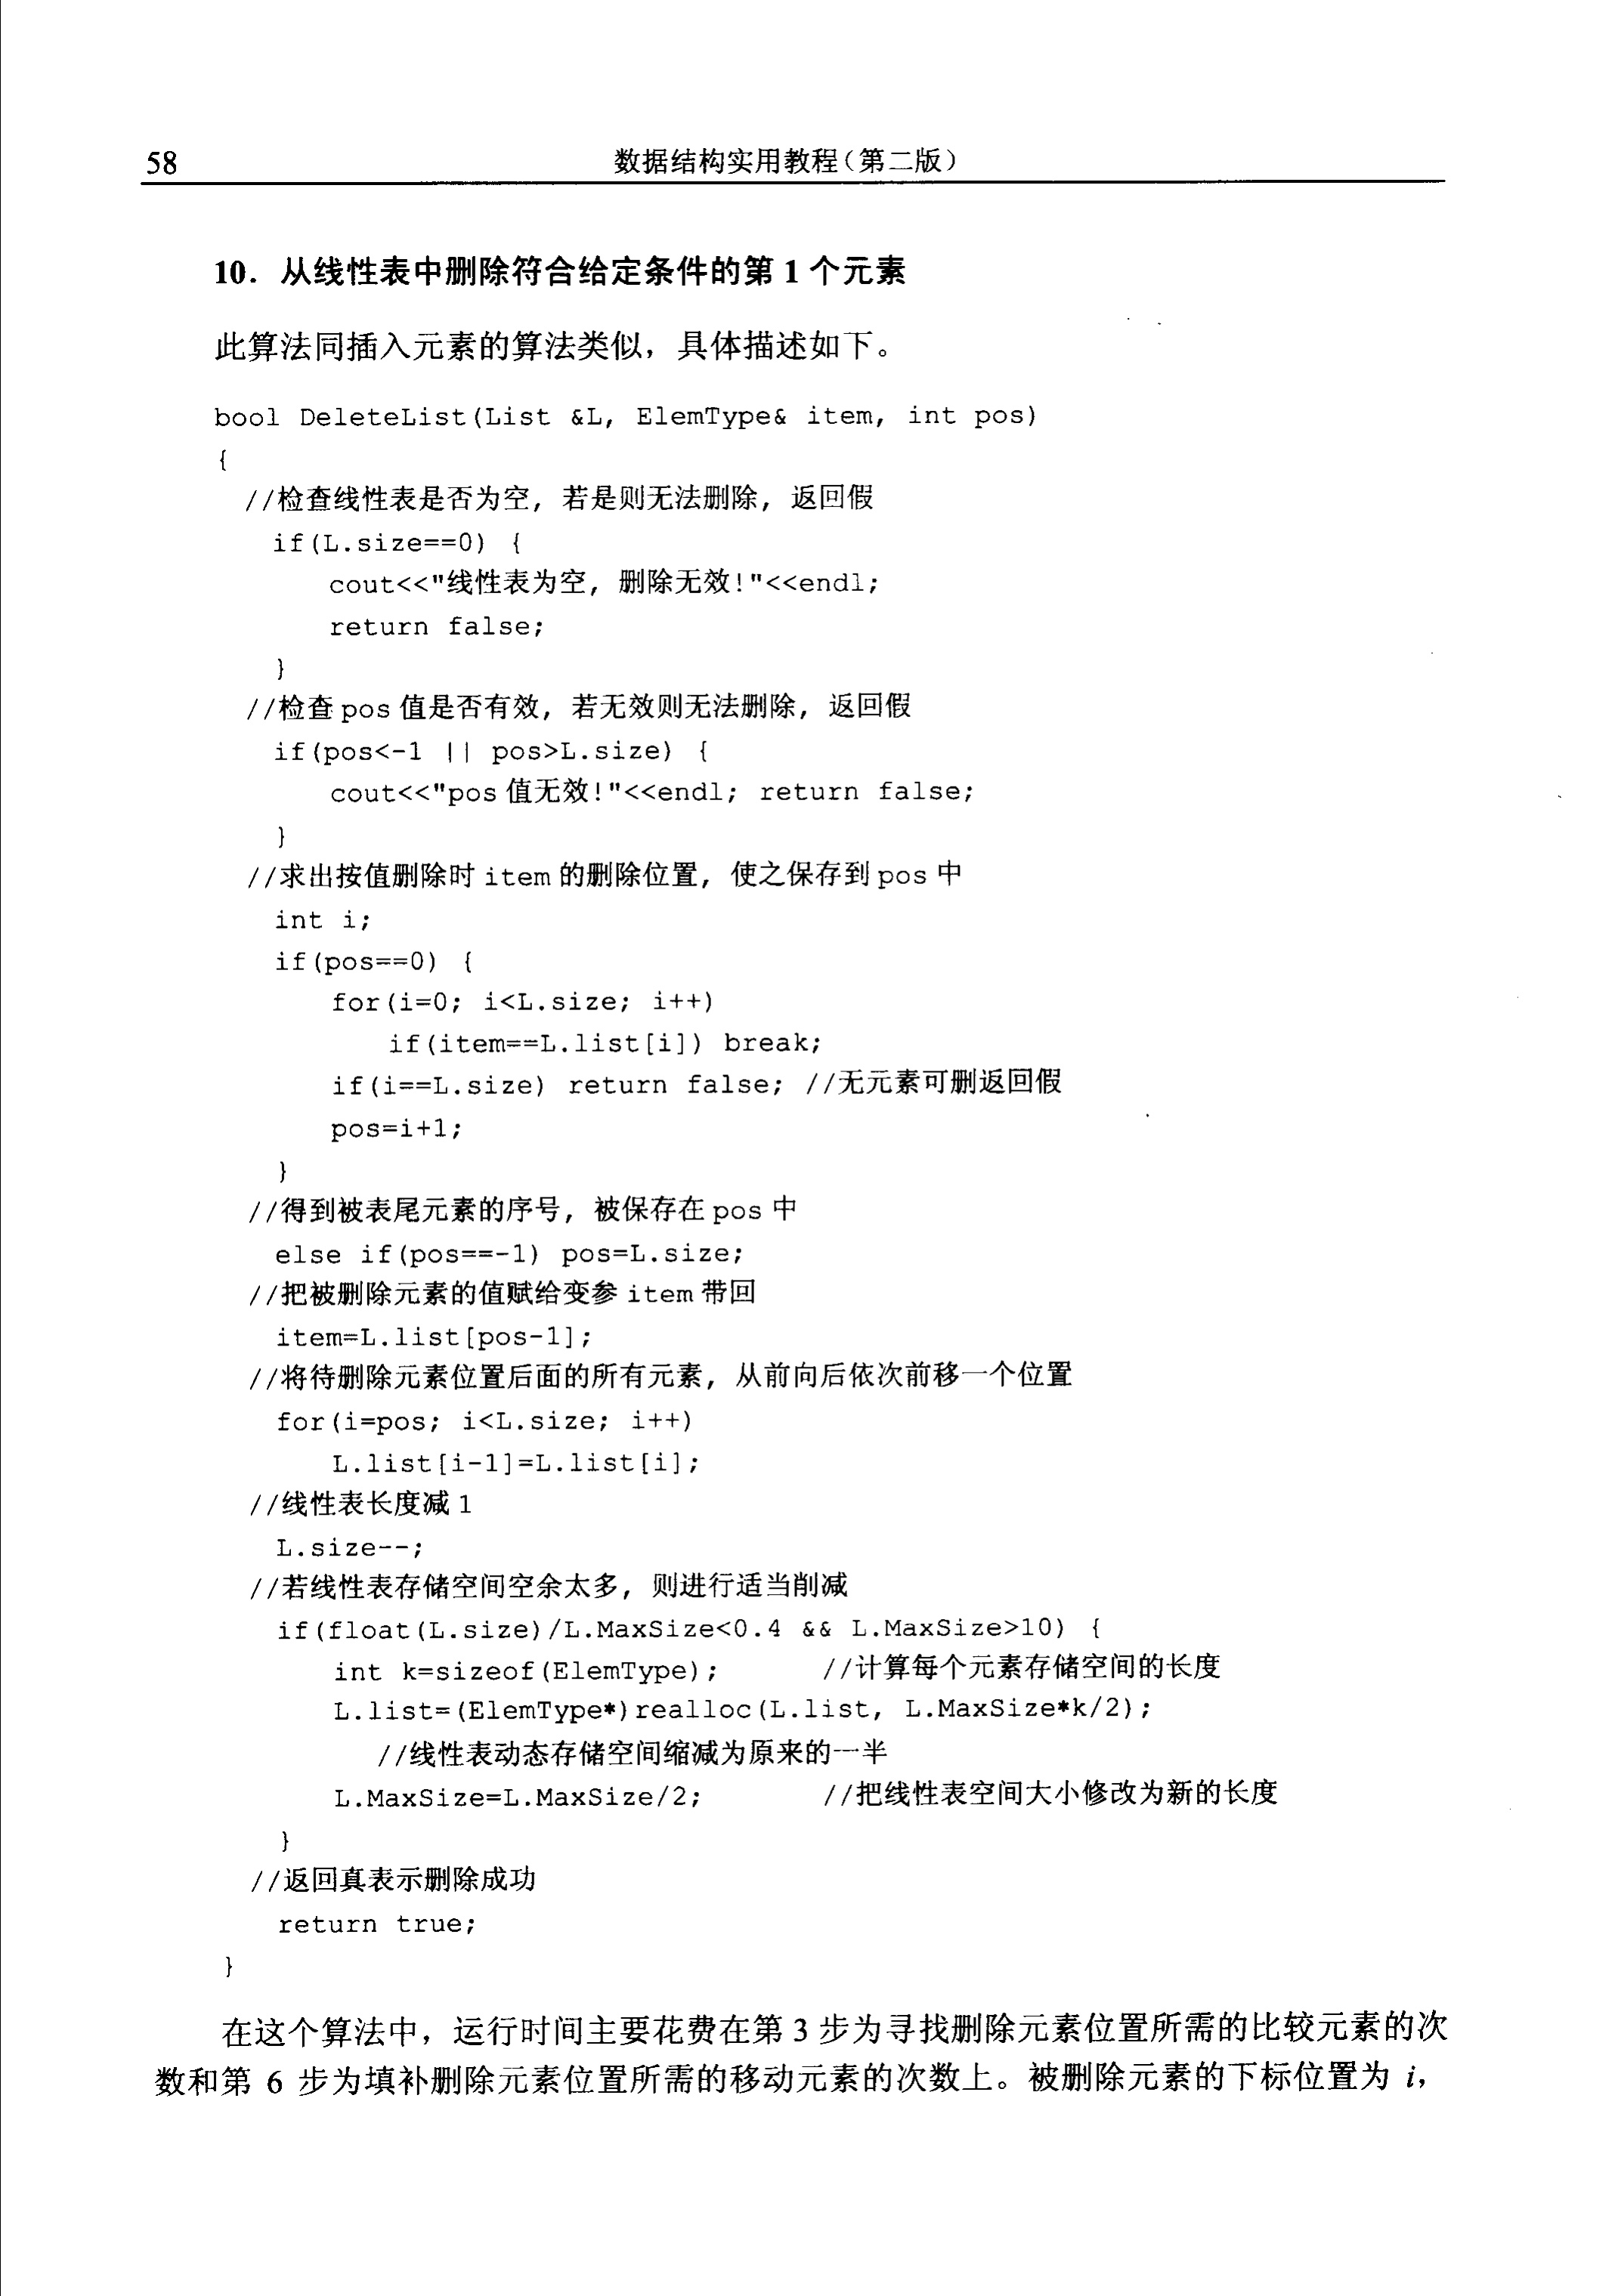 58
数据结构实用教程（第二版）
10．从线性表中删除符合给定条件的第 1 个元素
此算法同插入元素的算法类似，具体描述如下。
bool DeleteList(List &L, ElemType& item, int pos)
{
//检查线性表是否为空，若是则无法删除，返回假
if(L.size==0) {
cout<<"线性表为空，删除无效!"<<endl;
return false;
}
//检查 pos 值是否有效，若无效则无法删除，返回假
if(pos<-1 || pos>L.size) {
cout<<"pos 值无效!"<<endl; return false;
}
//求出按值删除时 item 的删除位置，使之保存到 pos 中
int i;
if(pos==0) {
for(i=0; i<L.size; i++)
if(item==L.list[i]) break;
if(i==L.size) return false; //无元素可删返回假
pos=i+1;
}
//得到被表尾元素的序号，被保存在 pos 中
else if(pos==-1) pos=L.size;
//把被删除元素的值赋给变参 item 带回
item=L.list[pos-1];
//将待删除元素位置后面的所有元素，从前向后依次前移一个位置
for(i=pos; i<L.size; i++)
L.list[i-1]=L.list[i];
//线性表长度减 1
L.size--;
//若线性表存储空间空余太多，则进行适当削减
if(float(L.size)/L.MaxSize<0.4 && L.MaxSize>10) {
int k=sizeof(ElemType); //计算每个元素存储空间的长度
L.list=(ElemType*)realloc(L.list, L.MaxSize*k/2);
//线性表动态存储空间缩减为原来的一半
L.MaxSize=L.MaxSize/2; //把线性表空间大小修改为新的长度
}
//返回真表示删除成功
return true;
}
在这个算法中，运行时间主要花费在第 3 步为寻找删除元素位置所需的比较元素的次
数和第 6 步为填补删除元素位置所需的移动元素的次数上。被删除元素的下标位置为 i，